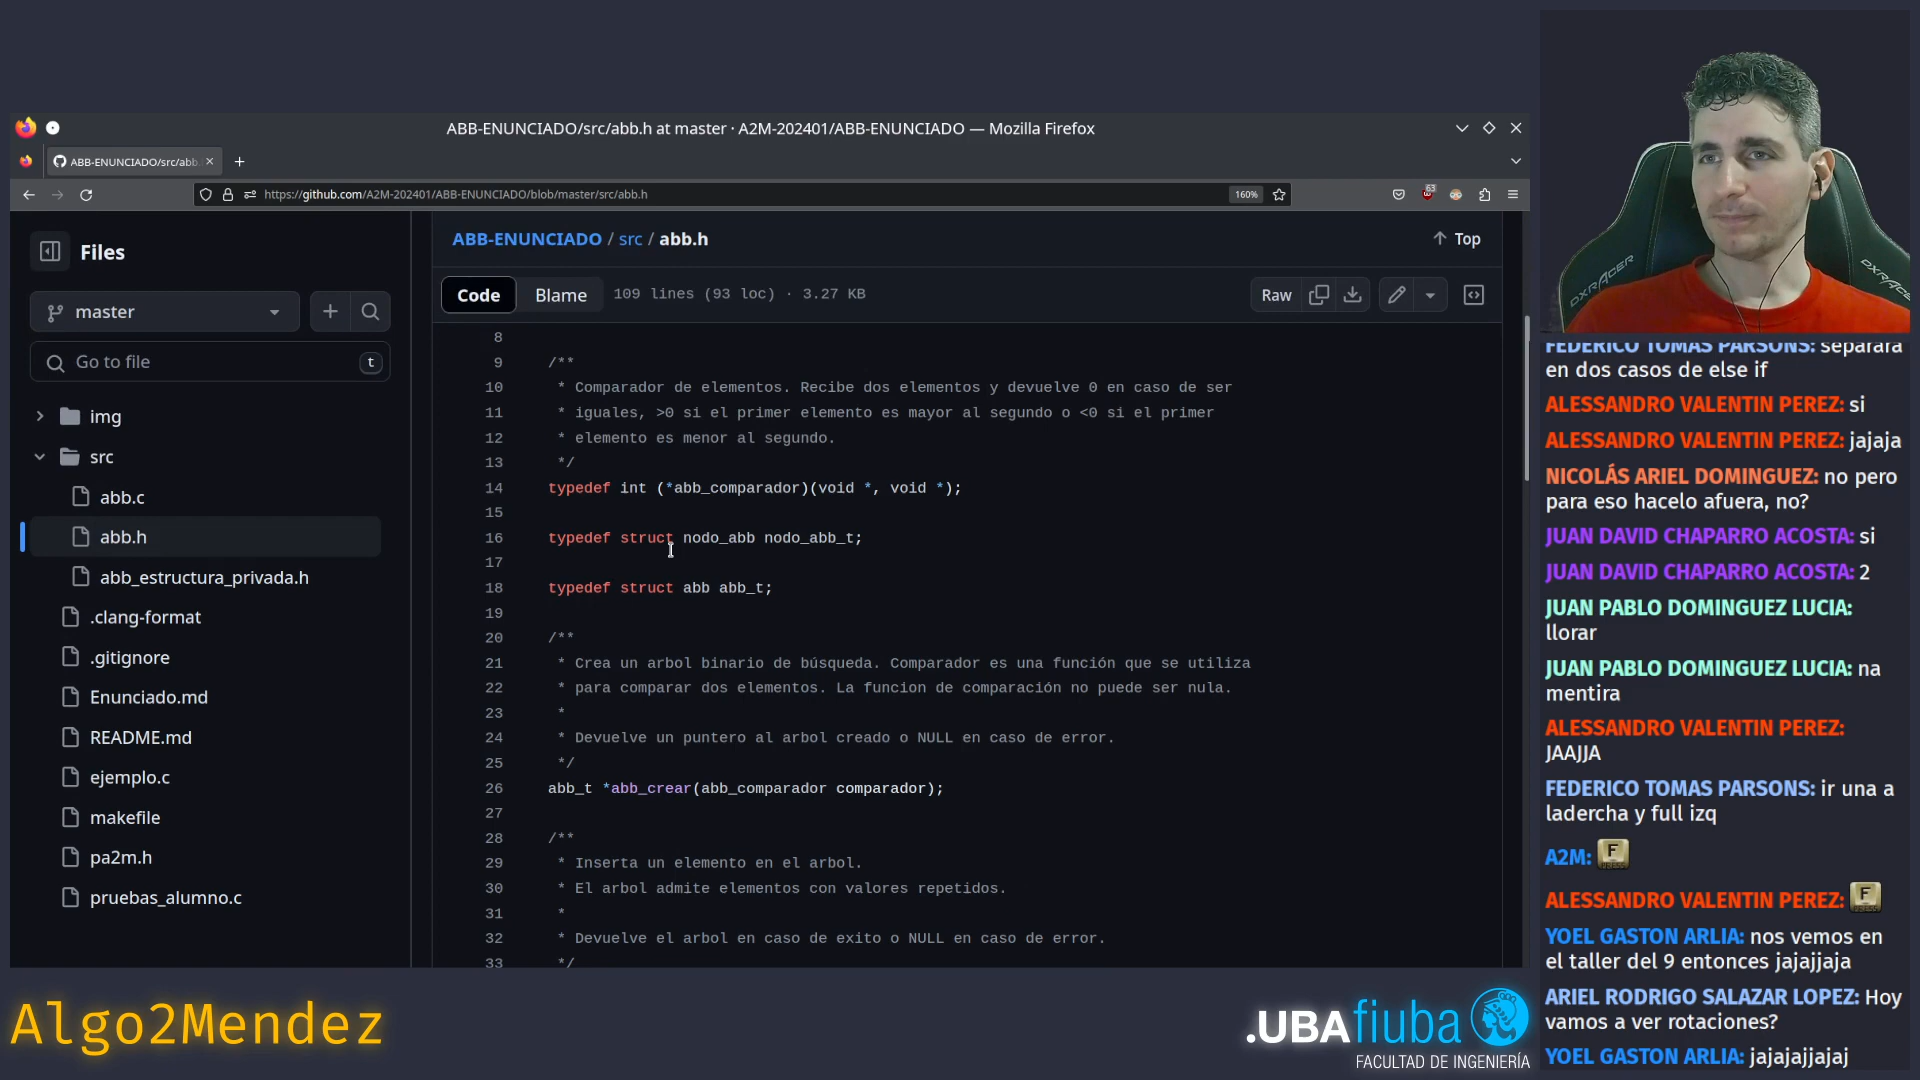 ABB-ENUNCIADO/src/abb.h at master · A2M-202401/ABB-ENUNCIADO — Mozilla Firefox
ABB-ENUNCIADO/src/abb.
https://github.com/A2M-202401/ABB-ENUNCIADO/blob/master/src/abb.h
160%
63
Files
master
Go to file
t
img
src
abb.c
abb.h
abb_estructura_privada.h
.clang-format
.gitignore
Enunciado.md
README.md
ejemplo.c
makefile
pa2m.h
pruebas_alumno.c
ABB-ENUNCIADO / src / abb.h
Top
Code
Blame
109 lines (93 loc) · 3.27 KB
Raw
8
9 /**
10 * Comparador de elementos. Recibe dos elementos y devuelve 0 en caso de ser
11 * iguales, >0 si el primer elemento es mayor al segundo o <0 si el primer
12 * elemento es menor al segundo.
13 */
14 typedef int (*abb_comparador)(void *, void *);
15
16 typedef struct nodo_abb nodo_abb_t;
17
18 typedef struct abb abb_t;
19
20 /**
21 * Crea un arbol binario de búsqueda. Comparador es una función que se utiliza
22 * para comparar dos elementos. La funcion de comparación no puede ser nula.
23 *
24 * Devuelve un puntero al arbol creado o NULL en caso de error.
25 */
26 abb_t *abb_crear(abb_comparador comparador);
27
28 /**
29 * Inserta un elemento en el arbol.
30 * El arbol admite elementos con valores repetidos.
31 *
32 * Devuelve el arbol en caso de exito o NULL en caso de error.
33 */
DXRACER
DXRACER
FEDERICO TOMAS PARSONS: separara
en dos casos de else if
ALESSANDRO VALENTIN PEREZ: si
ALESSANDRO VALENTIN PEREZ: jajaja
NICOLÁS ARIEL DOMINGUEZ: no pero
para eso hacelo afuera, no?
JUAN DAVID CHAPARRO ACOSTA: si
JUAN DAVID CHAPARRO ACOSTA: 2
JUAN PABLO DOMINGUEZ LUCIA:
llorar
JUAN PABLO DOMINGUEZ LUCIA: na
mentira
ALESSANDRO VALENTIN PEREZ:
JAAJJA
FEDERICO TOMAS PARSONS: ir una a
ladercha y full izq
A2M: F
ALESSANDRO VALENTIN PEREZ: F
YOEL GASTON ARLIA: nos vemos en
el taller del 9 entonces jajajjaja
ARIEL RODRIGO SALAZAR LOPEZ: Hoy
vamos a ver rotaciones?
YOEL GASTON ARLIA: jajajajjajaj
Algo2Mendez
.UBAfiuba
FACULTAD DE INGENIERÍA